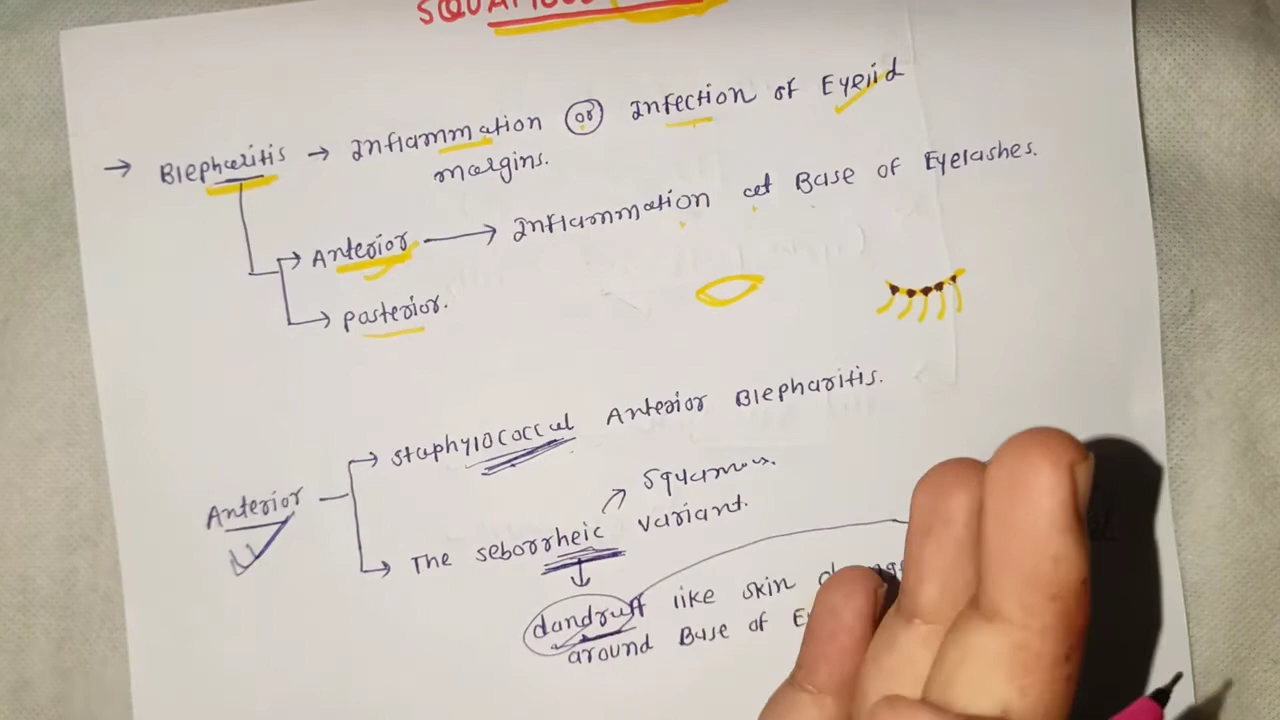 → Blepharitis → Inflammation or Infection of Eyelid
margins.
→ Anterior → Inflammation at Base of Eyelashes.
→ posterior.
Anterior
→ staphylococcal Anterior Blepharitis.
→ The seborrheic variant.
↗ squamous.
dandruff like skin
around Base of